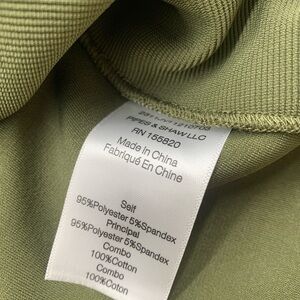 PIPES & SHAW LLC
RN 155820
Made in China
Fabriqué En Chine
Self
95%Polyester 5%Spandex
Principal
95%Polyester 5%Spandex
Combo
100%Cotton
Combo
100%Coton